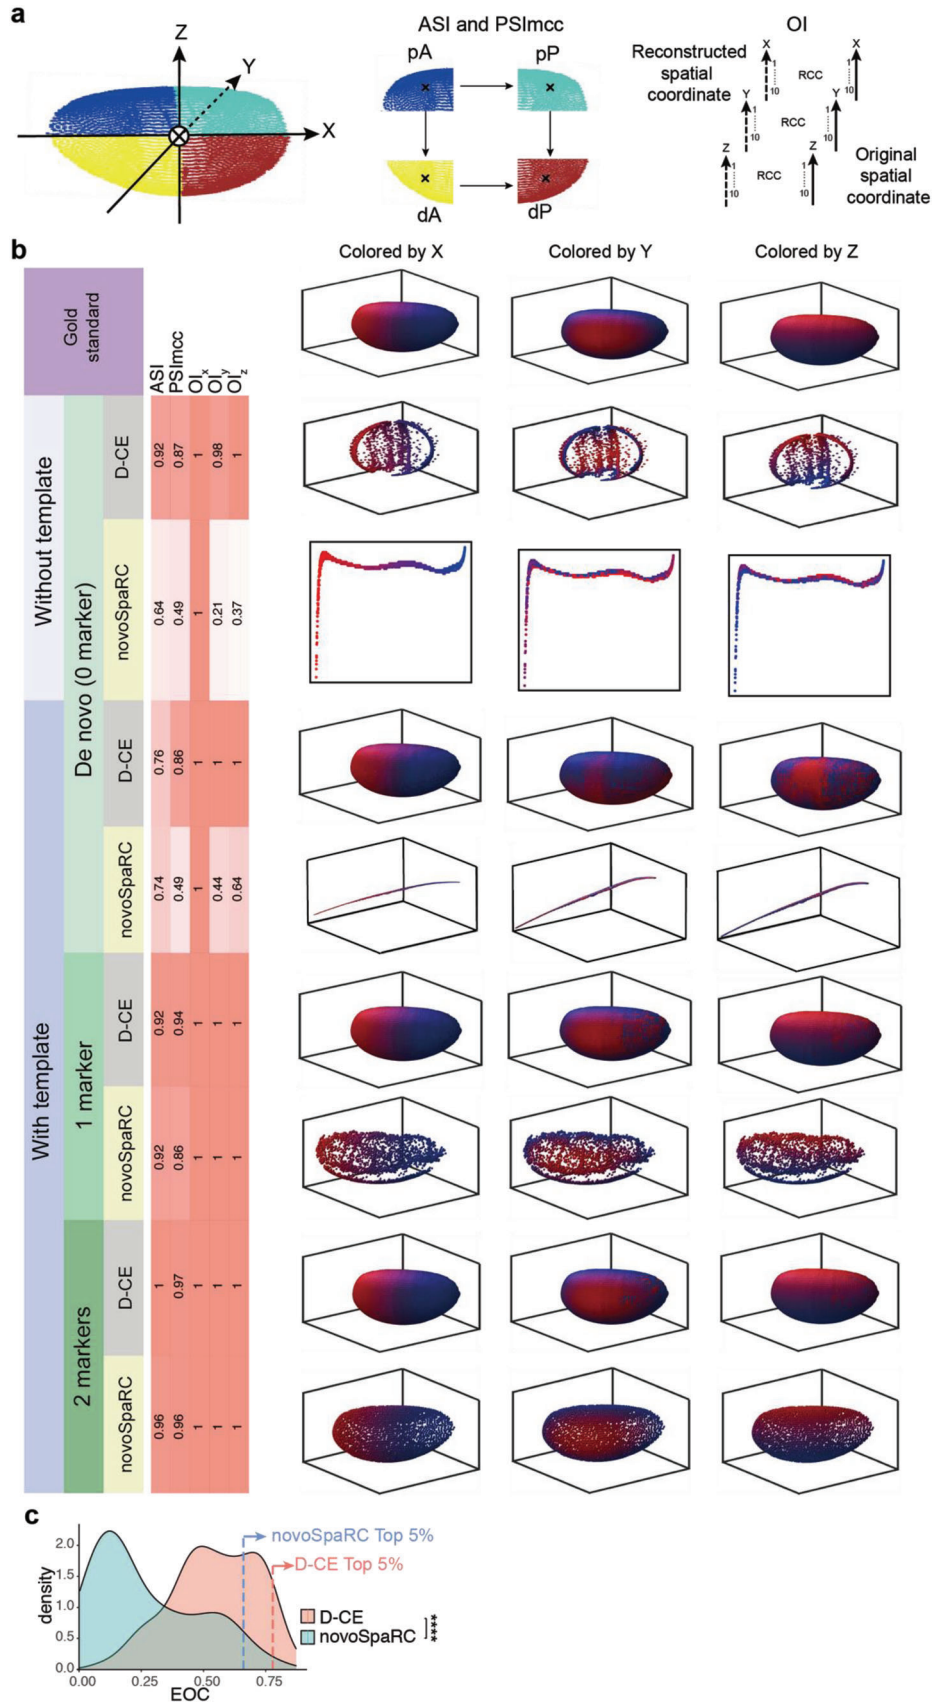 a
Z
Y
X
ASI and PSImcc
pA
pP
dA
dP
OI
Reconstructed
spatial
coordinate
X
1
10
RCC
X
1
10
Y
1
10
RCC
Y
1
10
Z
1
10
RCC
Z
1
10
Original
spatial
coordinate
b
Colored by X
Colored by Y
Colored by Z
Gold
standard
ASI
PSImcc
OIx
OIy
OIz
Without template
With template
De novo (0 marker)
1 marker
2 markers
D-CE
0.92
0.87
1
0.98
1
novoSpaRC
0.64
0.49
1
0.21
0.37
D-CE
0.76
0.86
1
1
1
novoSpaRC
0.74
0.49
1
0.44
0.64
D-CE
0.92
0.94
1
1
1
novoSpaRC
0.92
0.86
1
1
1
D-CE
1
0.97
1
1
1
novoSpaRC
0.96
0.96
1
1
1
c
density
2.0
1.5
1.0
0.5
0.0
0.00
0.25
0.50
0.75
EOC
novoSpaRC Top 5%
D-CE Top 5%
D-CE
novoSpaRC
****